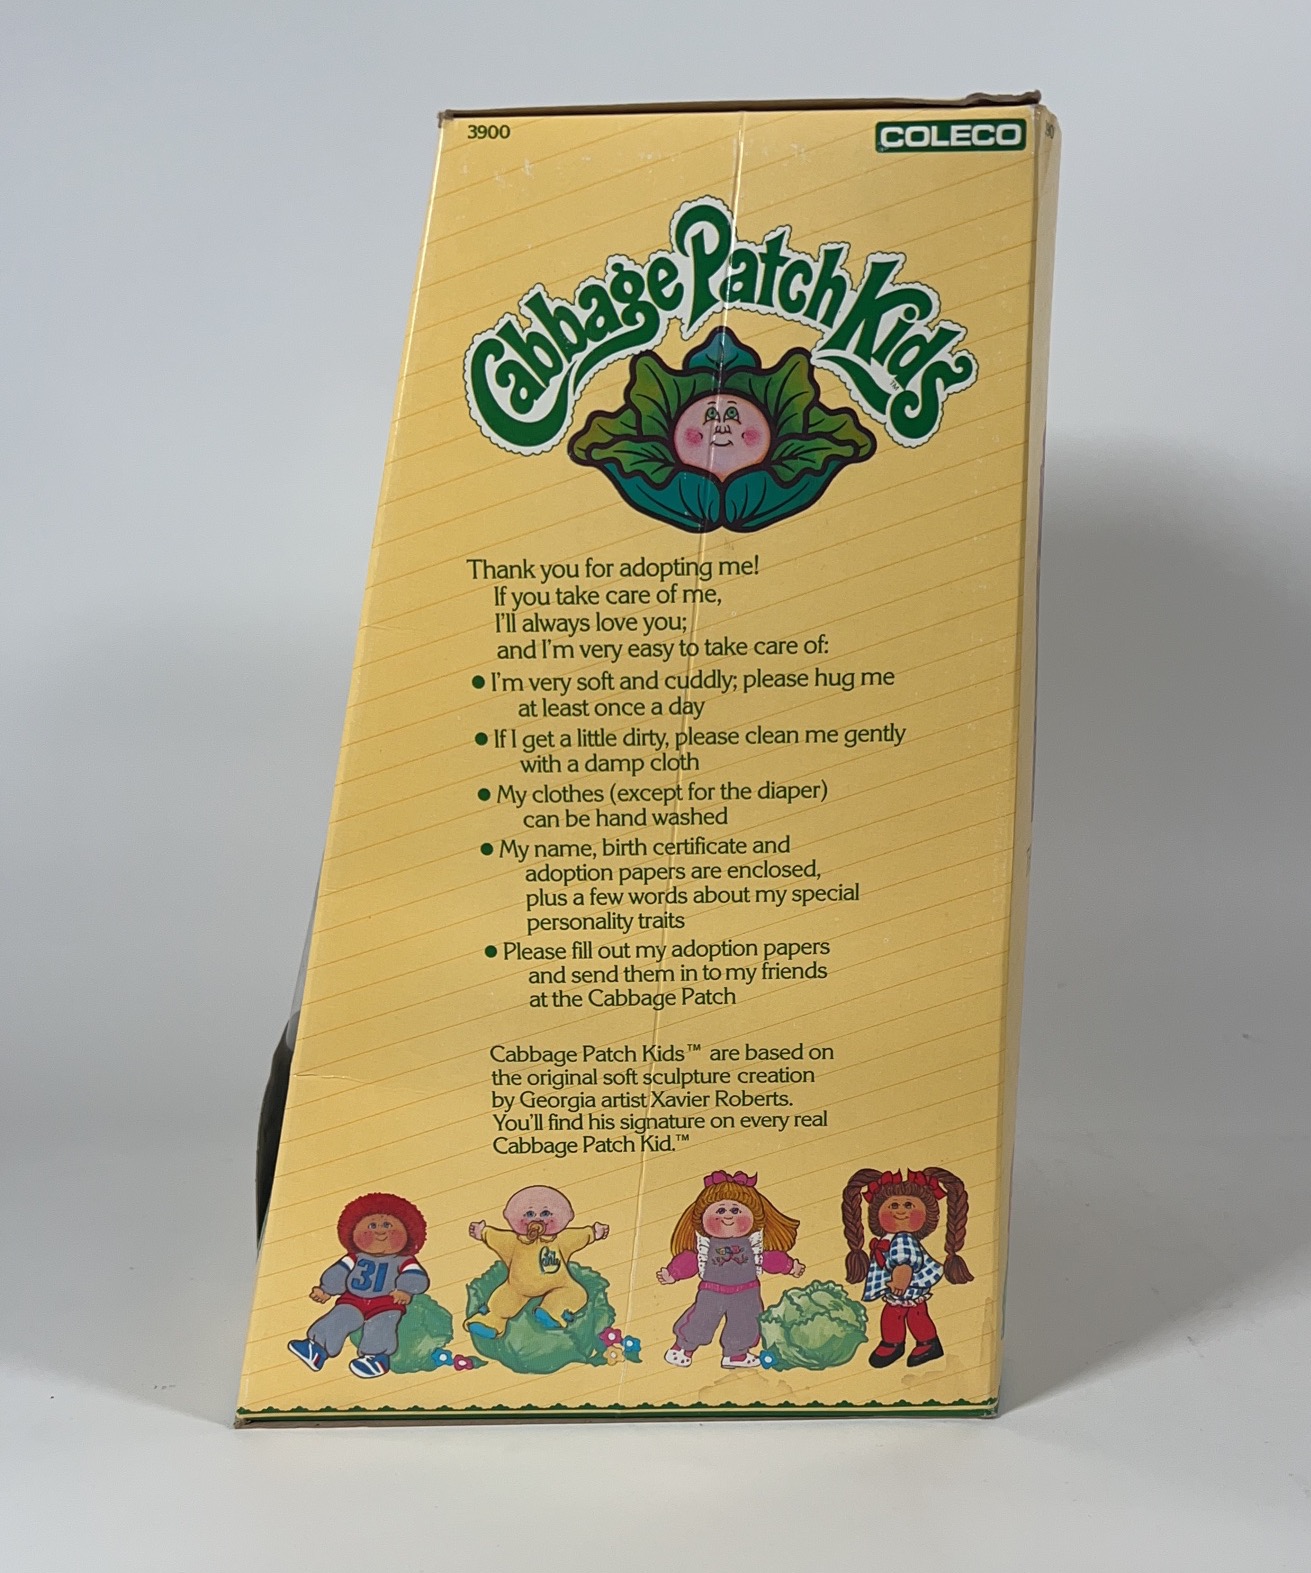 3900
COLECO
Cabbage Patch Kids™
Thank you for adopting me!
If you take care of me,
I'll always love you;
and I'm very easy to take care of:
● I'm very soft and cuddly; please hug me
at least once a day
● If I get a little dirty, please clean me gently
with a damp cloth
● My clothes (except for the diaper)
can be hand washed
● My name, birth certificate and
adoption papers are enclosed,
plus a few words about my special
personality traits
● Please fill out my adoption papers
and send them in to my friends
at the Cabbage Patch
Cabbage Patch Kids™ are based on
the original soft sculpture creation
by Georgia artist Xavier Roberts.
You'll find his signature on every real
Cabbage Patch Kid.™
31